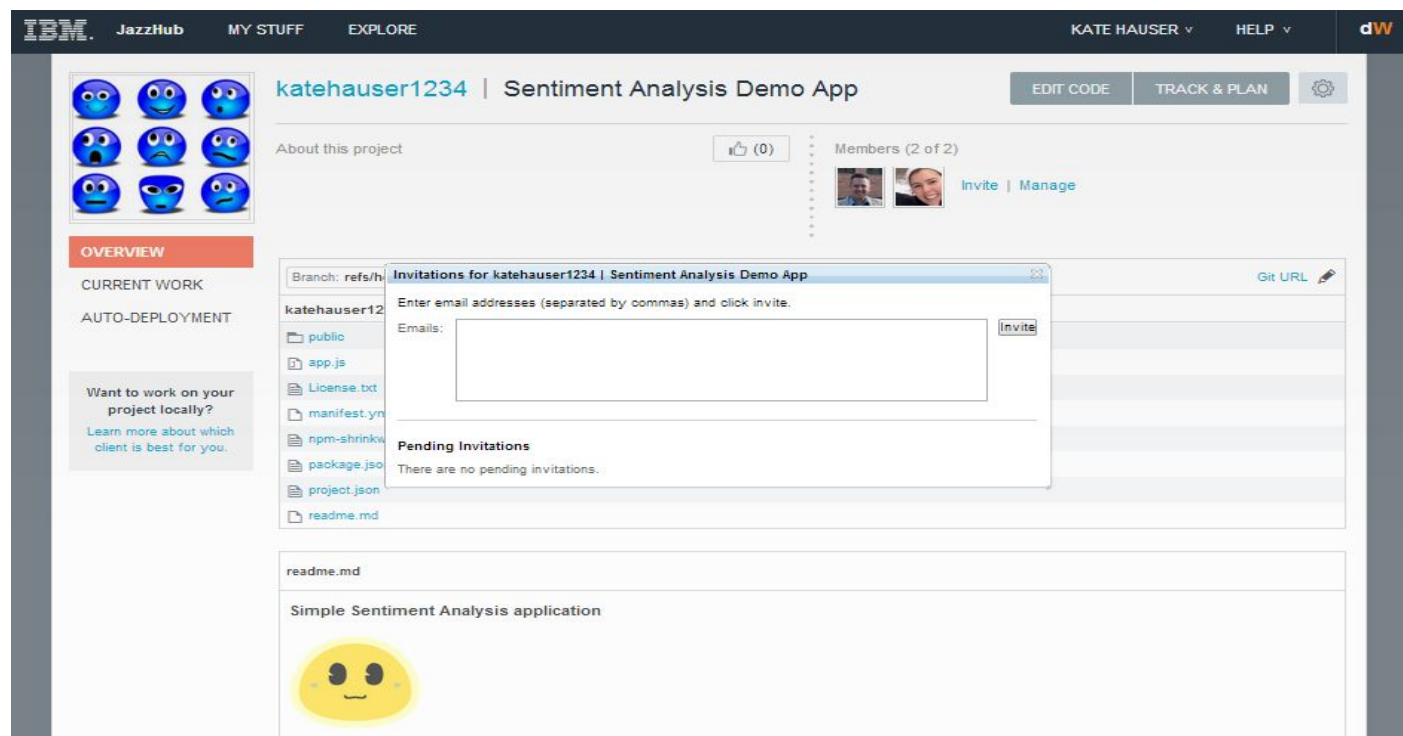 IBM. JazzHub MY STUFF EXPLORE KATE HAUSER HELP dW
katehauser1234 | Sentiment Analysis Demo App
EDIT CODE TRACK & PLAN
About this project
(0)
Members (2 of 2)
Invite | Manage
OVERVIEW
CURRENT WORK
AUTO-DEPLOYMENT
Want to work on your
project locally?
Learn more about which
client is best for you.
Branch: refs/h
Git URL
katehauser12
public
app.js
License.txt
manifest.ym
npm-shrinkw
package.jso
project.json
readme.md
Invitations for katehauser1234 | Sentiment Analysis Demo App
Enter email addresses (separated by commas) and click invite.
Emails:
Invite
Pending Invitations
There are no pending invitations.
readme.md
Simple Sentiment Analysis application